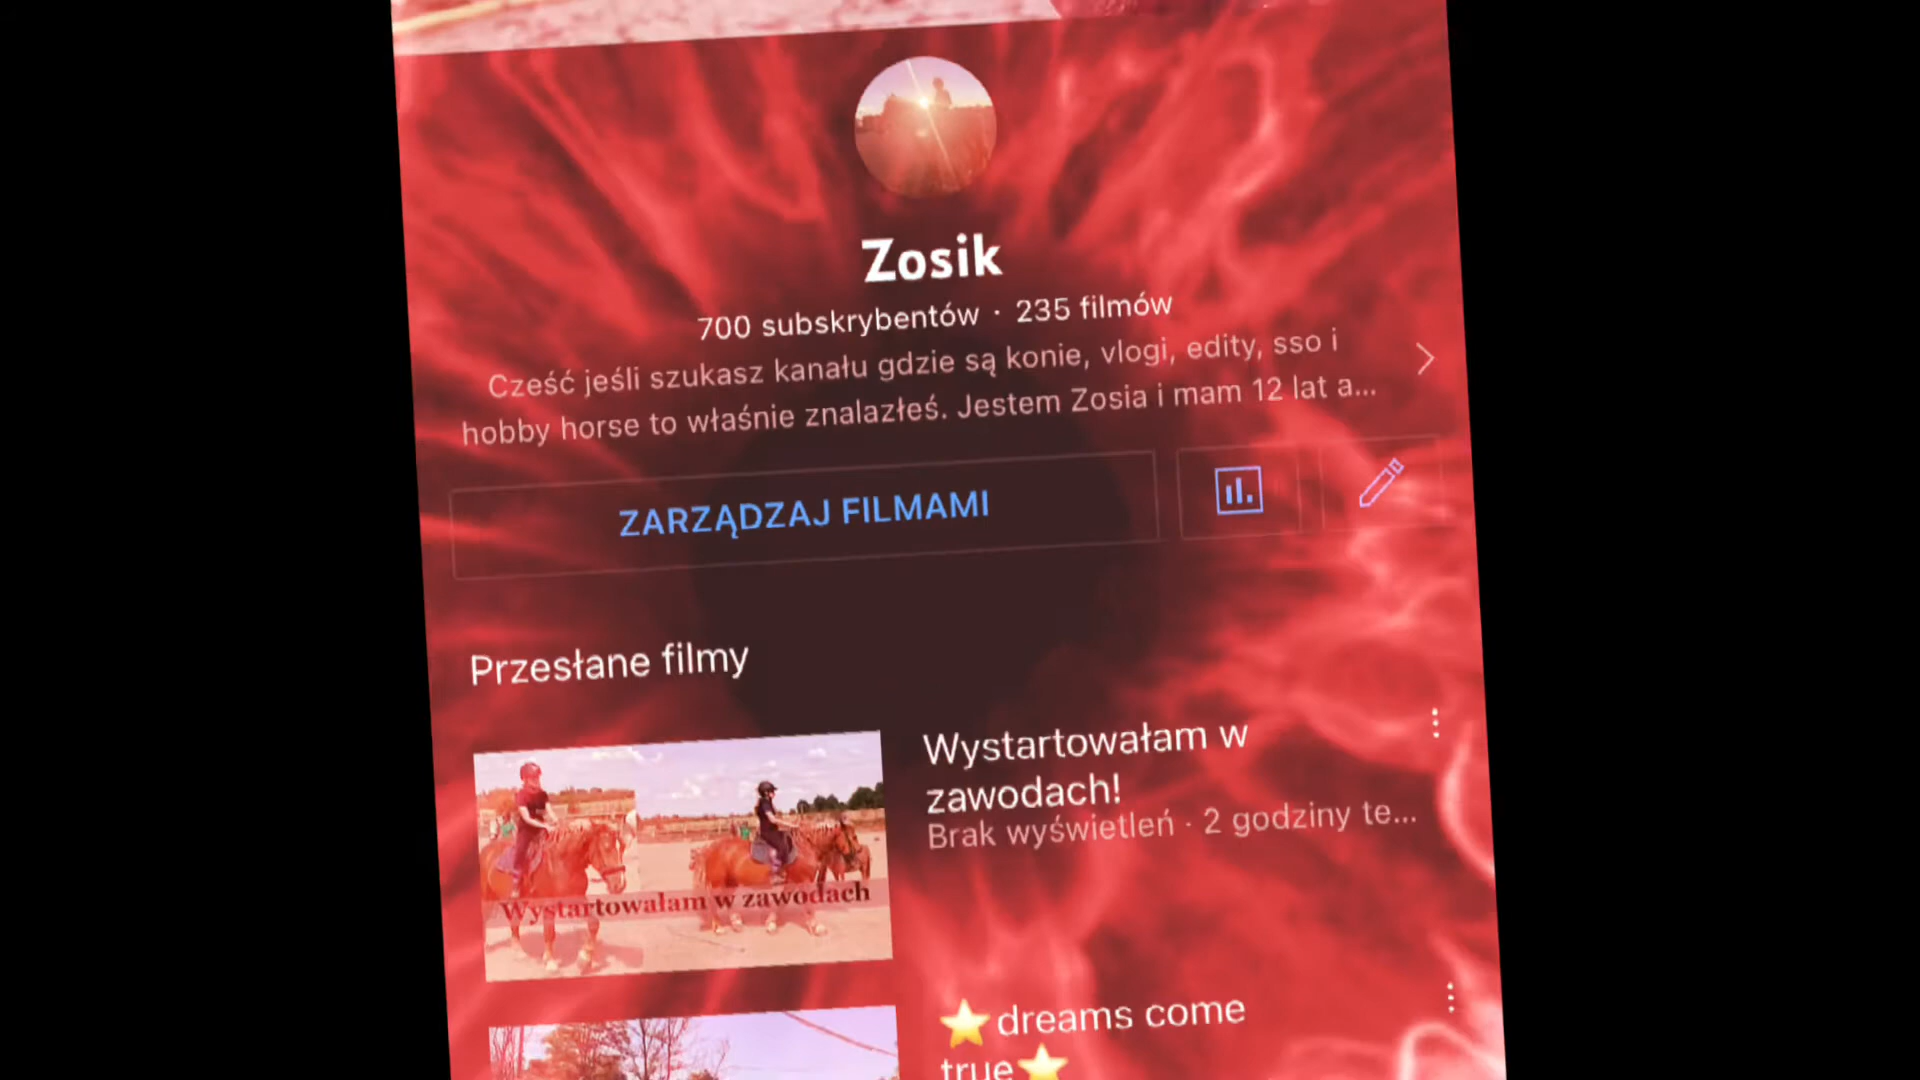 Zosik
700 subskrybentów · 235 filmów
Cześć jeśli szukasz kanału gdzie są konie, vlogi, edity, sso i
hobby horse to właśnie znalazłeś. Jestem Zosia i mam 12 lat a...
ZARZĄDZAJ FILMAMI
Przesłane filmy
Wystartowałam w
zawodach!
Brak wyświetleń · 2 godziny te...
Wystartowałam w zawodach
⭐dreams come
true⭐